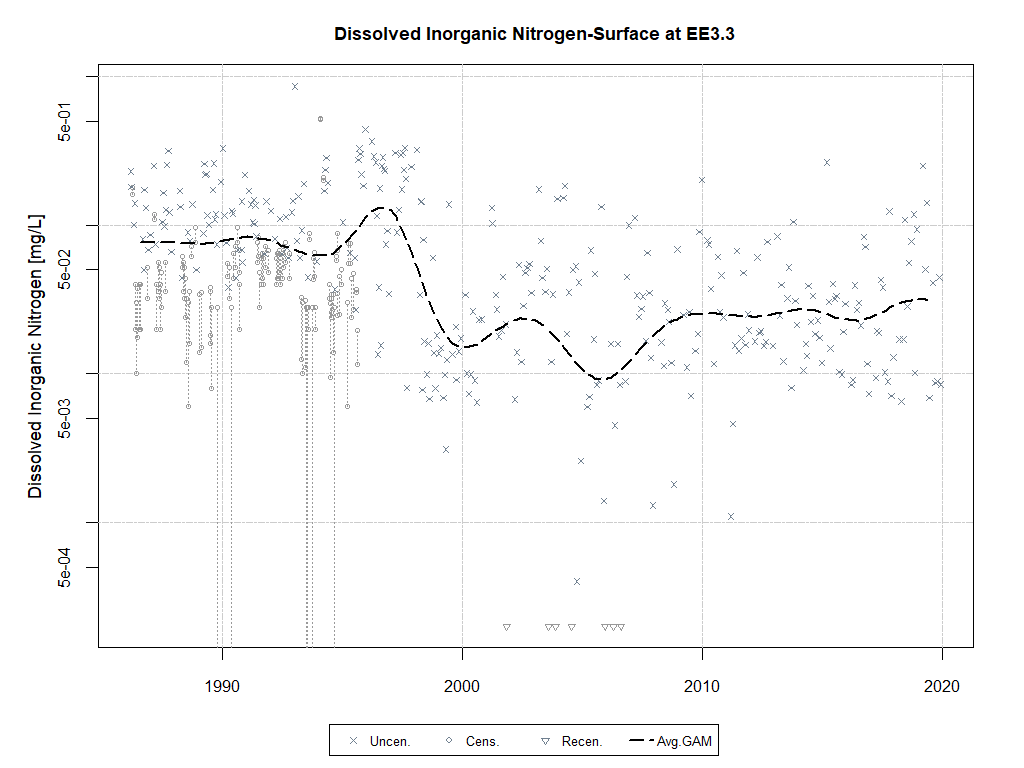 Dissolved Inorganic Nitrogen-Surface at EE3.3
Dissolved Inorganic Nitrogen [mg/L]
5e-01
5e-02
5e-03
5e-04
1990 2000 2010 2020
Uncen. Cens. Recen. Avg.GAM